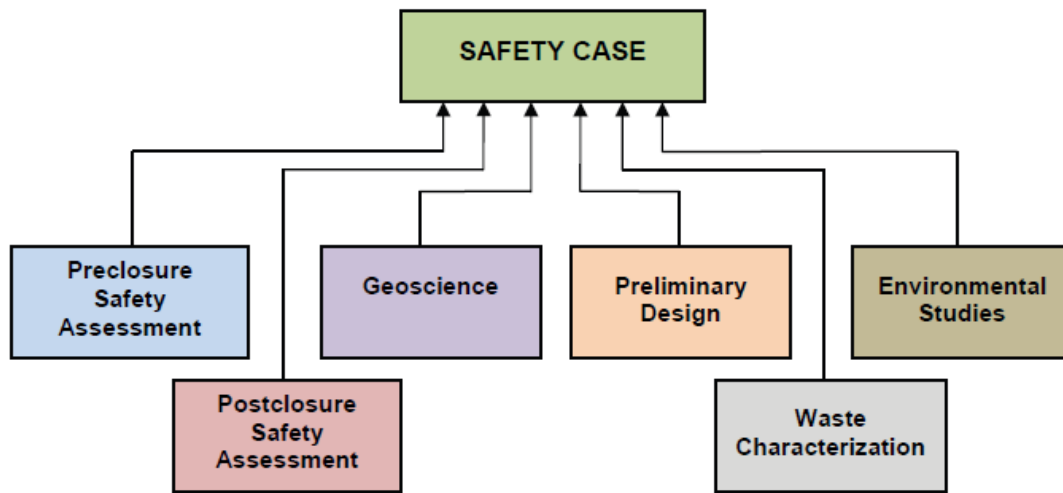 SAFETY CASE
Preclosure
Safety
Assessment
Geoscience
Preliminary
Design
Environmental
Studies
Postclosure
Safety
Assessment
Waste
Characterization